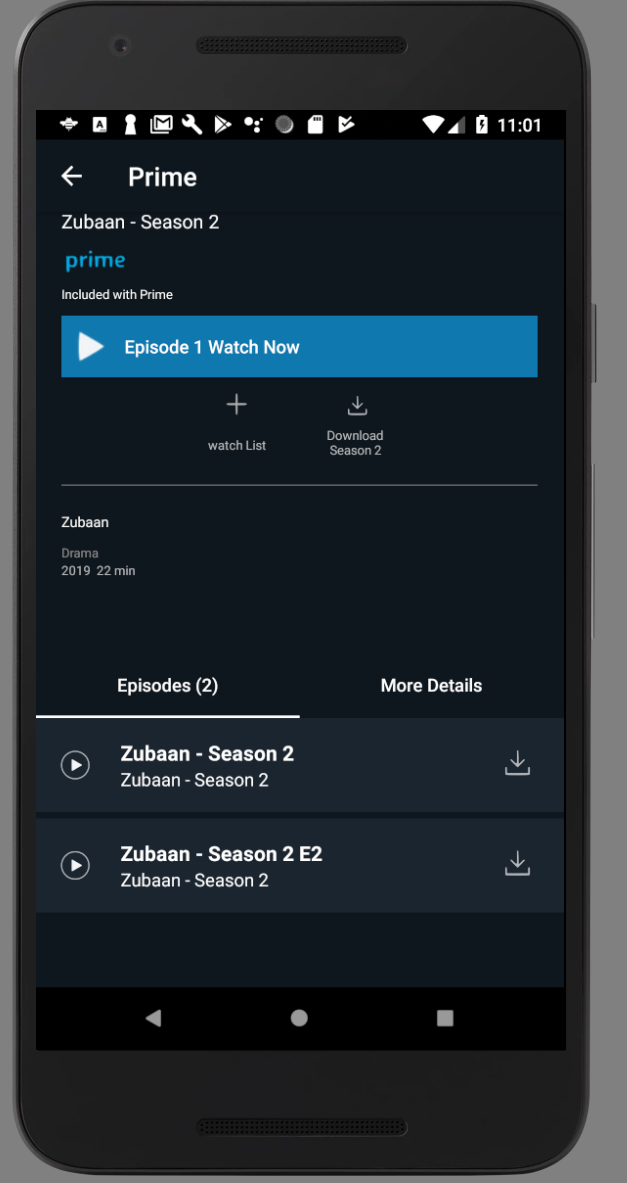 11:01
Prime
Zubaan - Season 2
prime
Included with Prime
Episode 1 Watch Now
watch List
Download
Season 2
Zubaan
Drama
2019 22 min
Episodes (2)
More Details
Zubaan - Season 2
Zubaan - Season 2
Zubaan - Season 2 E2
Zubaan - Season 2